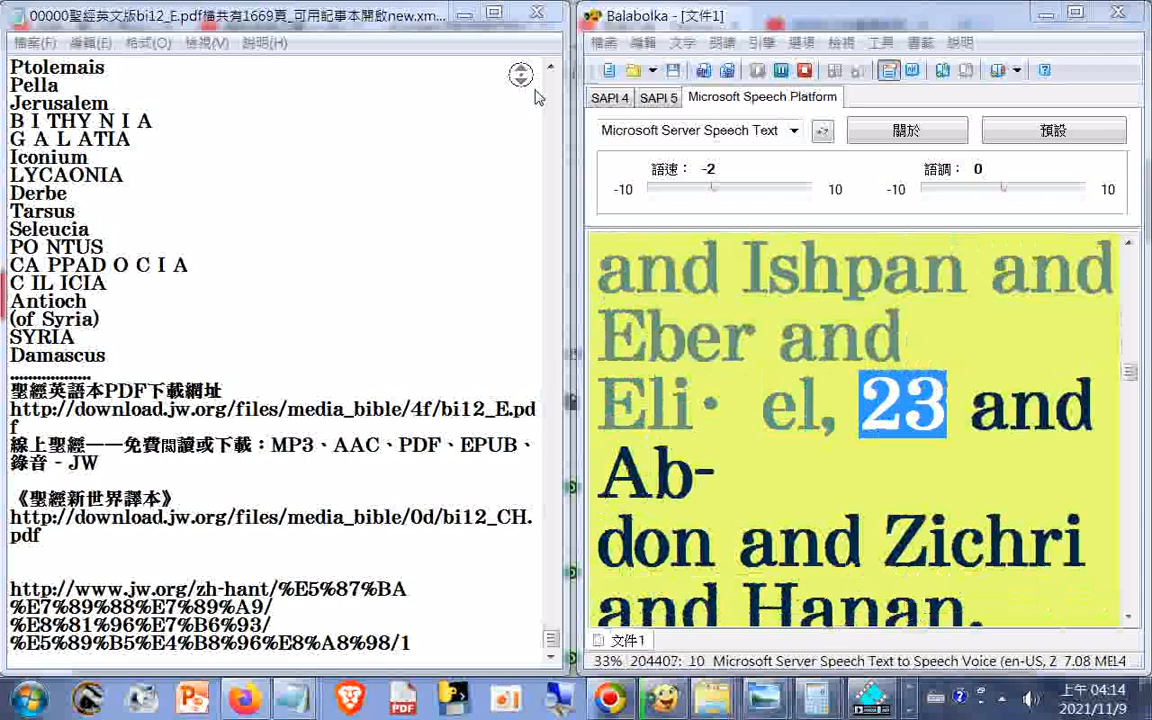 00000聖經英文版bi12_E.pdf檔共有1669頁_可用記事本開啟new.xm...
檔案(F) 編輯(E) 格式(O) 檢視(V) 說明(H)
Ptolemais
Pella
Jerusalem
B I THY N I A
G A L ATIA
Iconium
LYCAONIA
Derbe
Tarsus
Seleucia
PO NTUS
CA PPAD O C I A
C IL ICIA
Antioch
(of Syria)
SYRIA
Damascus
..................
聖經英語本PDF下載網址
http://download.jw.org/files/media_bible/4f/bi12_E.pd
f
線上聖經——免費閱讀或下載：MP3、AAC、PDF、EPUB、
錄音 - JW
《聖經新世界譯本》
http://download.jw.org/files/media_bible/0d/bi12_CH.
pdf
http://www.jw.org/zh-hant/%E5%87%BA
%E7%89%88%E7%89%A9/
%E8%81%96%E7%B6%93/
%E5%89%B5%E4%B8%96%E8%A8%98/1
Balabolka - [文件1]
檔案 編輯 文字 朗讀 引擎 選項 檢視 工具 書籤 說明
SAPI 4 SAPI 5 Microsoft Speech Platform
Microsoft Server Speech Text 關於 預設
語速： -2 語調： 0
-10 10 -10 10
and Ishpan and
Eber and
Eli· el, 23 and
Ab-
don and Zichri
and Hanan,
文件1
33% 204407: 10 Microsoft Server Speech Text to Speech Voice (en-US, Z 7.08 MB
PDF
上午 04:14
2021/11/9